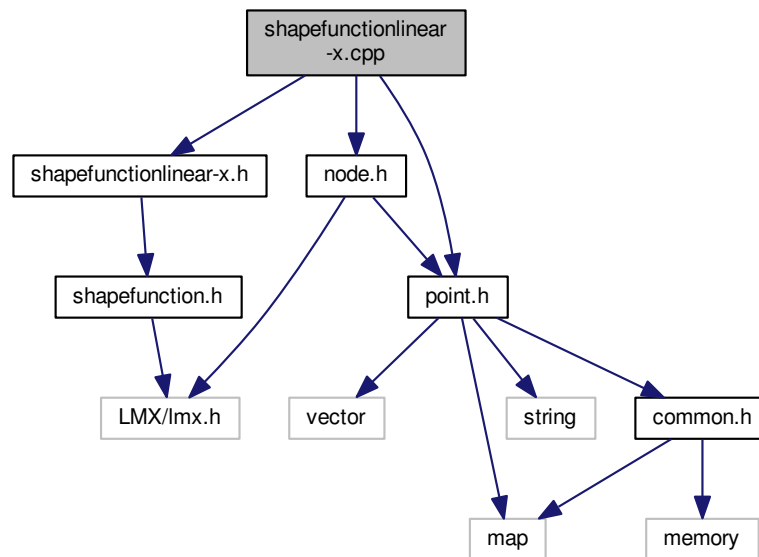 shapefunctionlinear
-x.cpp
shapefunctionlinear-x.h
node.h
shapefunction.h
point.h
LMX/lmx.h
vector
string
common.h
map
memory